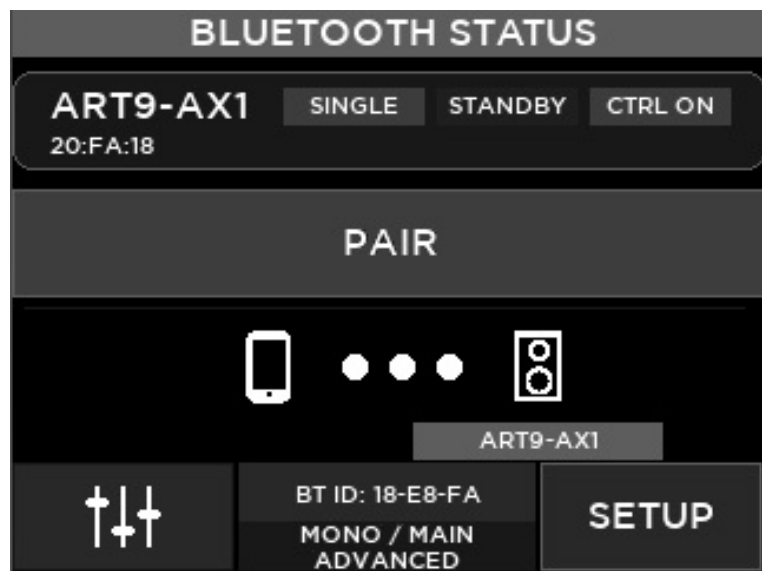 BLUETOOTH STATUS
ART9-AX1 SINGLE STANDBY CTRL ON
20:FA:18
PAIR
ART9-AX1
BT ID: 18-E8-FA
MONO / MAIN
ADVANCED
SETUP